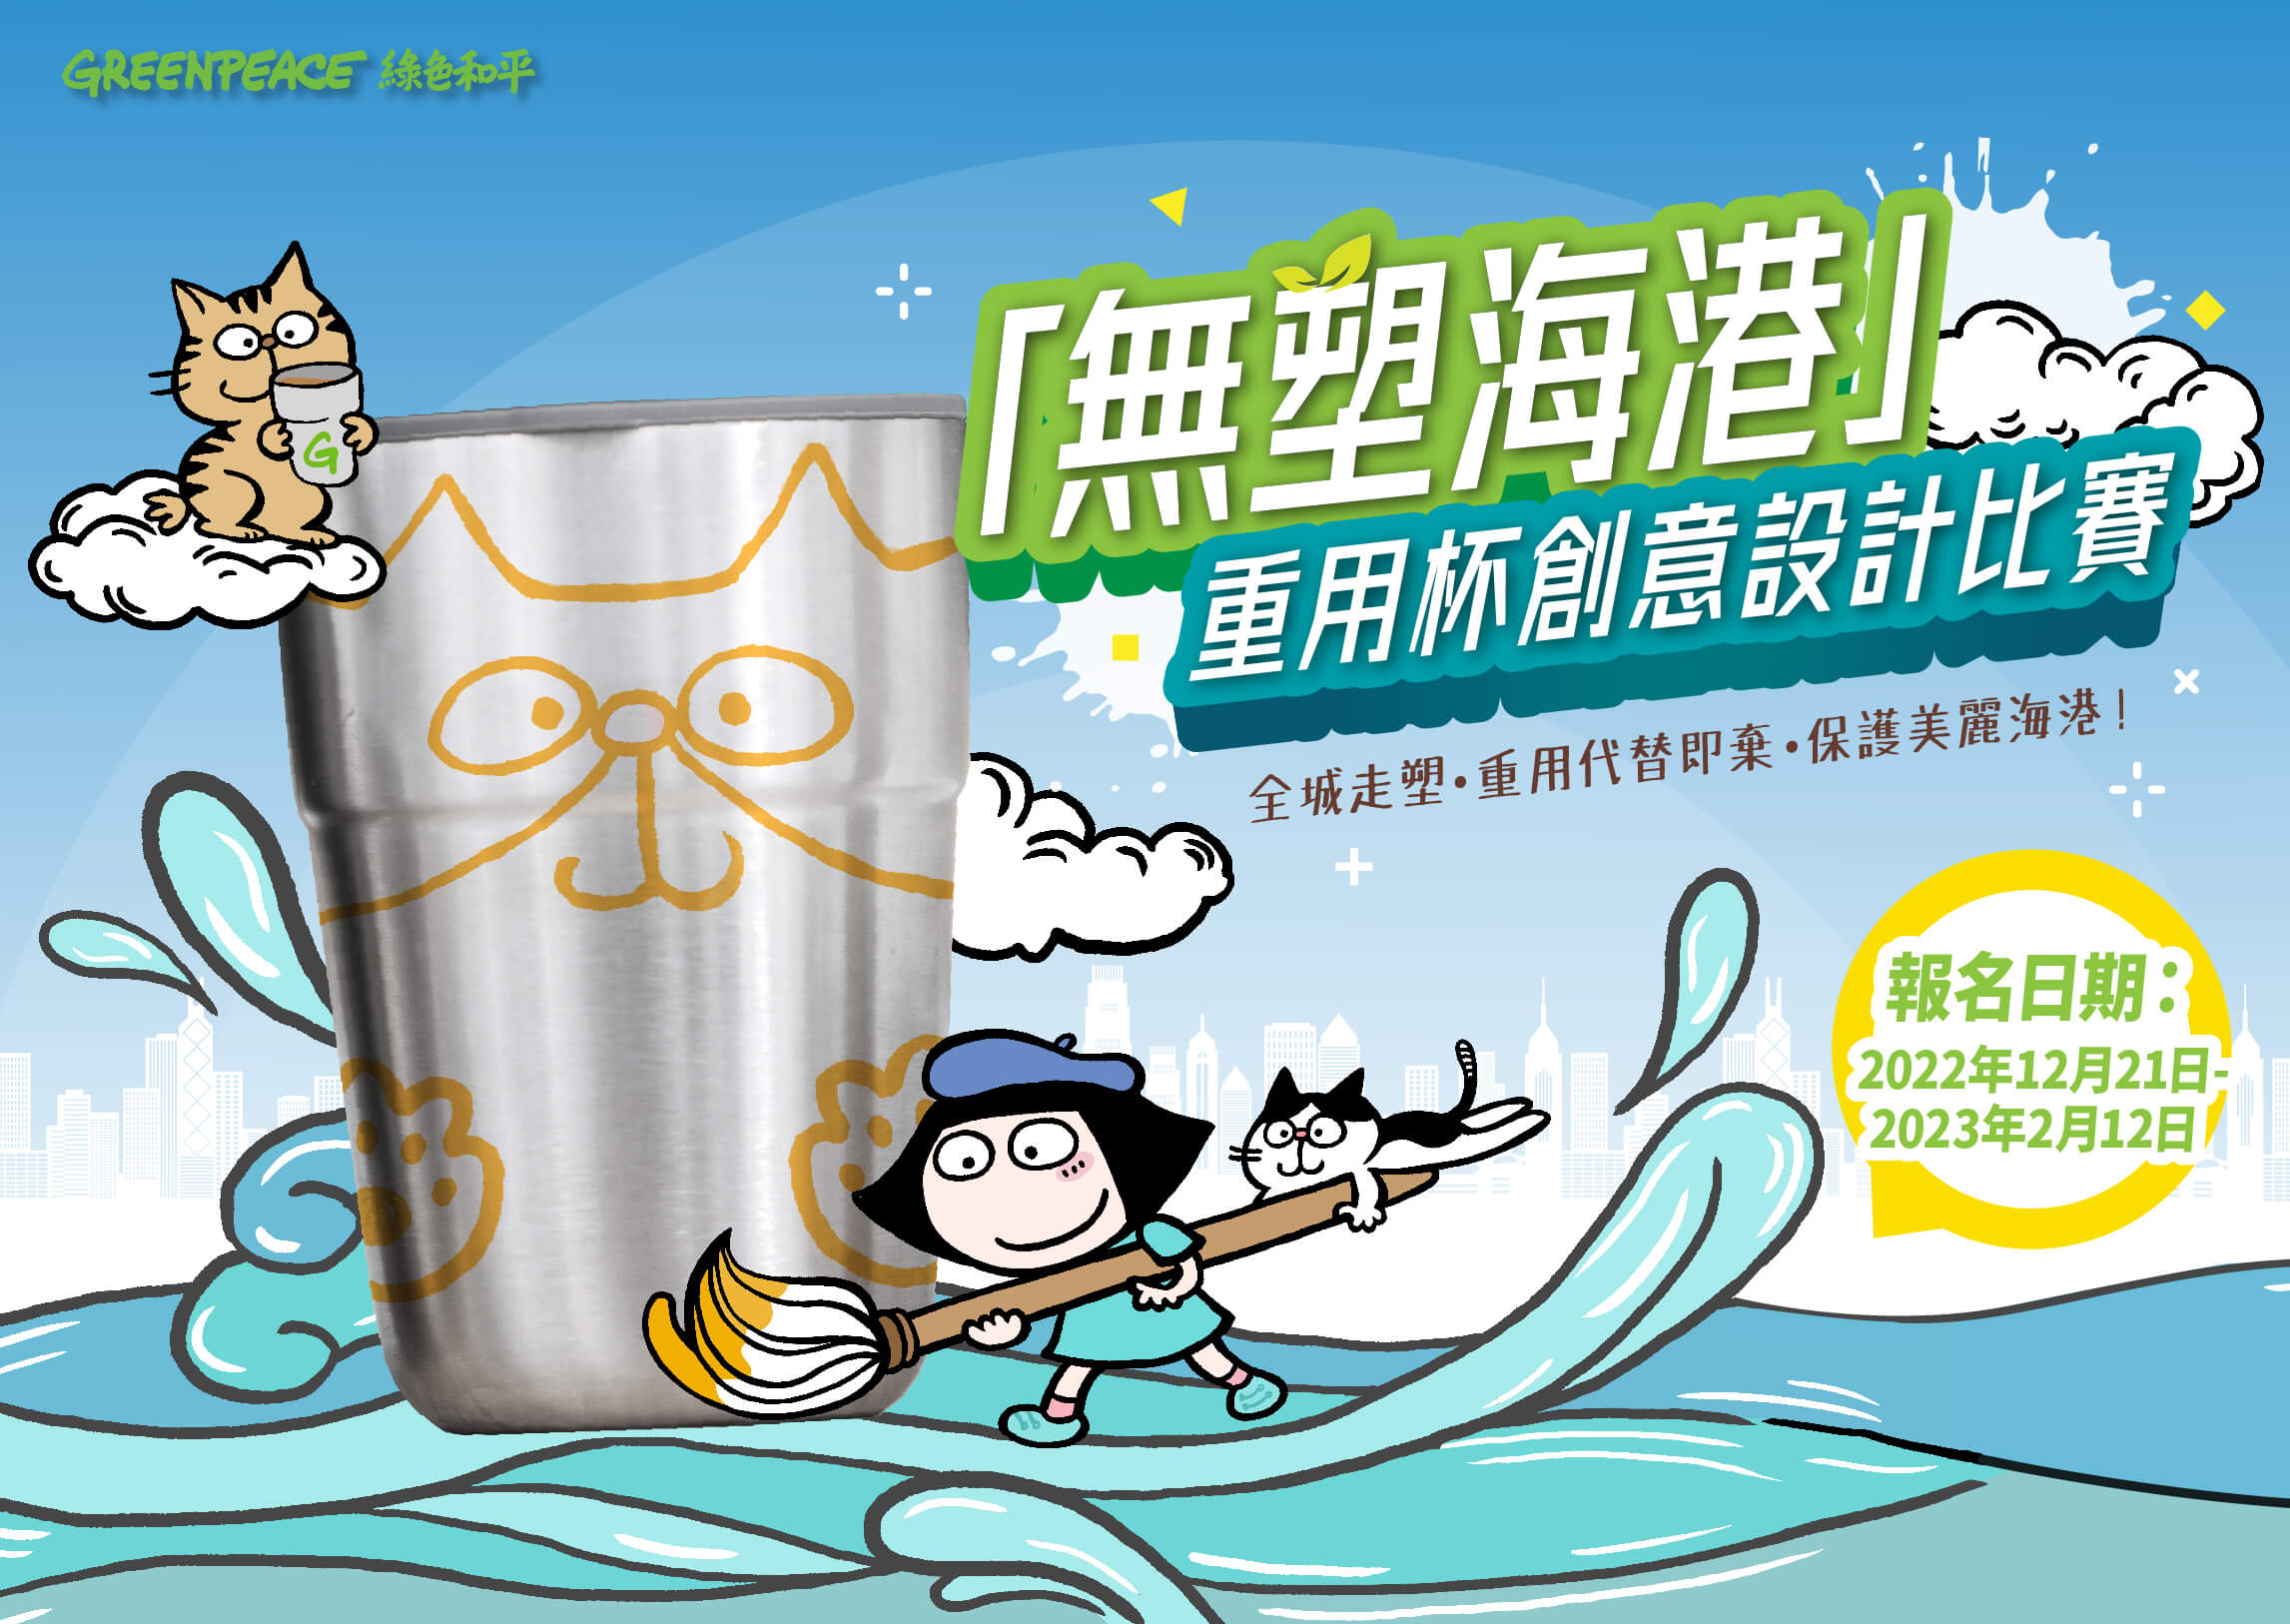 GREENPEACE 綠色和平
「無塑海港」
重用杯創意設計比賽
全城走塑•重用代替即棄•保護美麗海港！
G
報名日期：
2022年12月21日-
2023年2月12日